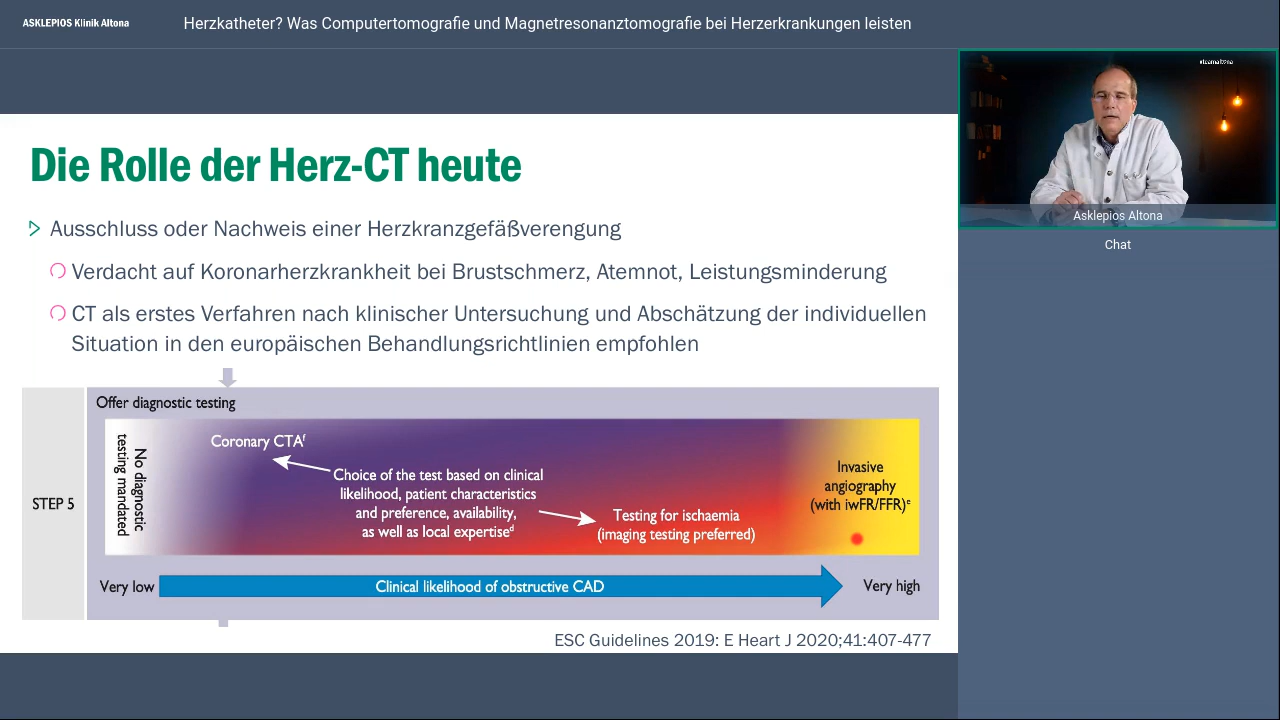 ASKLEPIOS Klinik Altona
Herzkatheter? Was Computertomografie und Magnetresonanztomografie bei Herzerkrankungen leisten
#teamaltona
Asklepios Altona
Chat
Die Rolle der Herz-CT heute
Ausschluss oder Nachweis einer Herzkranzgefäßverengung
Verdacht auf Koronarherzkrankheit bei Brustschmerz, Atemnot, Leistungsminderung
CT als erstes Verfahren nach klinischer Untersuchung und Abschätzung der individuellen
Situation in den europäischen Behandlungsrichtlinien empfohlen
STEP 5
Offer diagnostic testing
No diagnostic
testing mandated
Coronary CTAᶠ
Choice of the test based on clinical
likelihood, patient characteristics
and preference, availability,
as well as local expertiseᵈ
Testing for ischaemia
(imaging testing preferred)
Invasive
angiography
(with iwFR/FFR)ᵉ
Very low
Clinical likelihood of obstructive CAD
Very high
ESC Guidelines 2019: E Heart J 2020;41:407-477